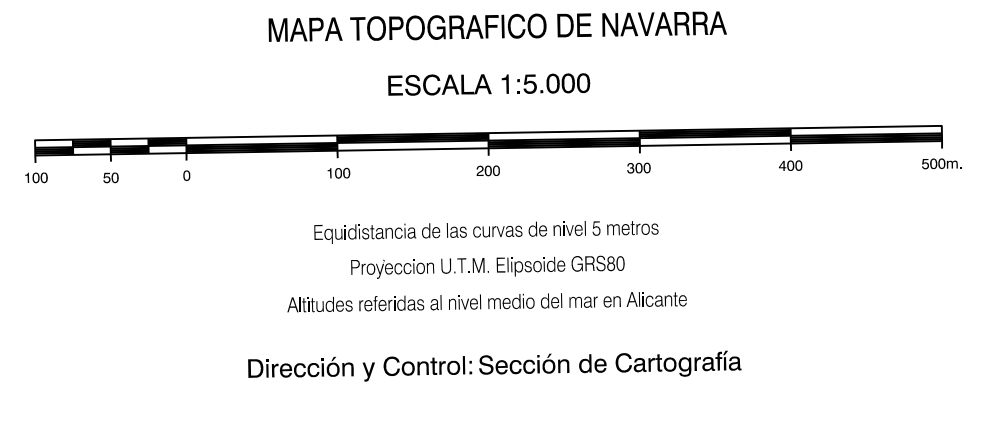 MAPA TOPOGRAFICO DE NAVARRA
ESCALA 1:5.000
100 50 0 100 200 300 400 500m.
Equidistancia de las curvas de nivel 5 metros
Proyeccion U.T.M. Elipsoide GRS80
Altitudes referidas al nivel medio del mar en Alicante
Dirección y Control: Sección de Cartografía